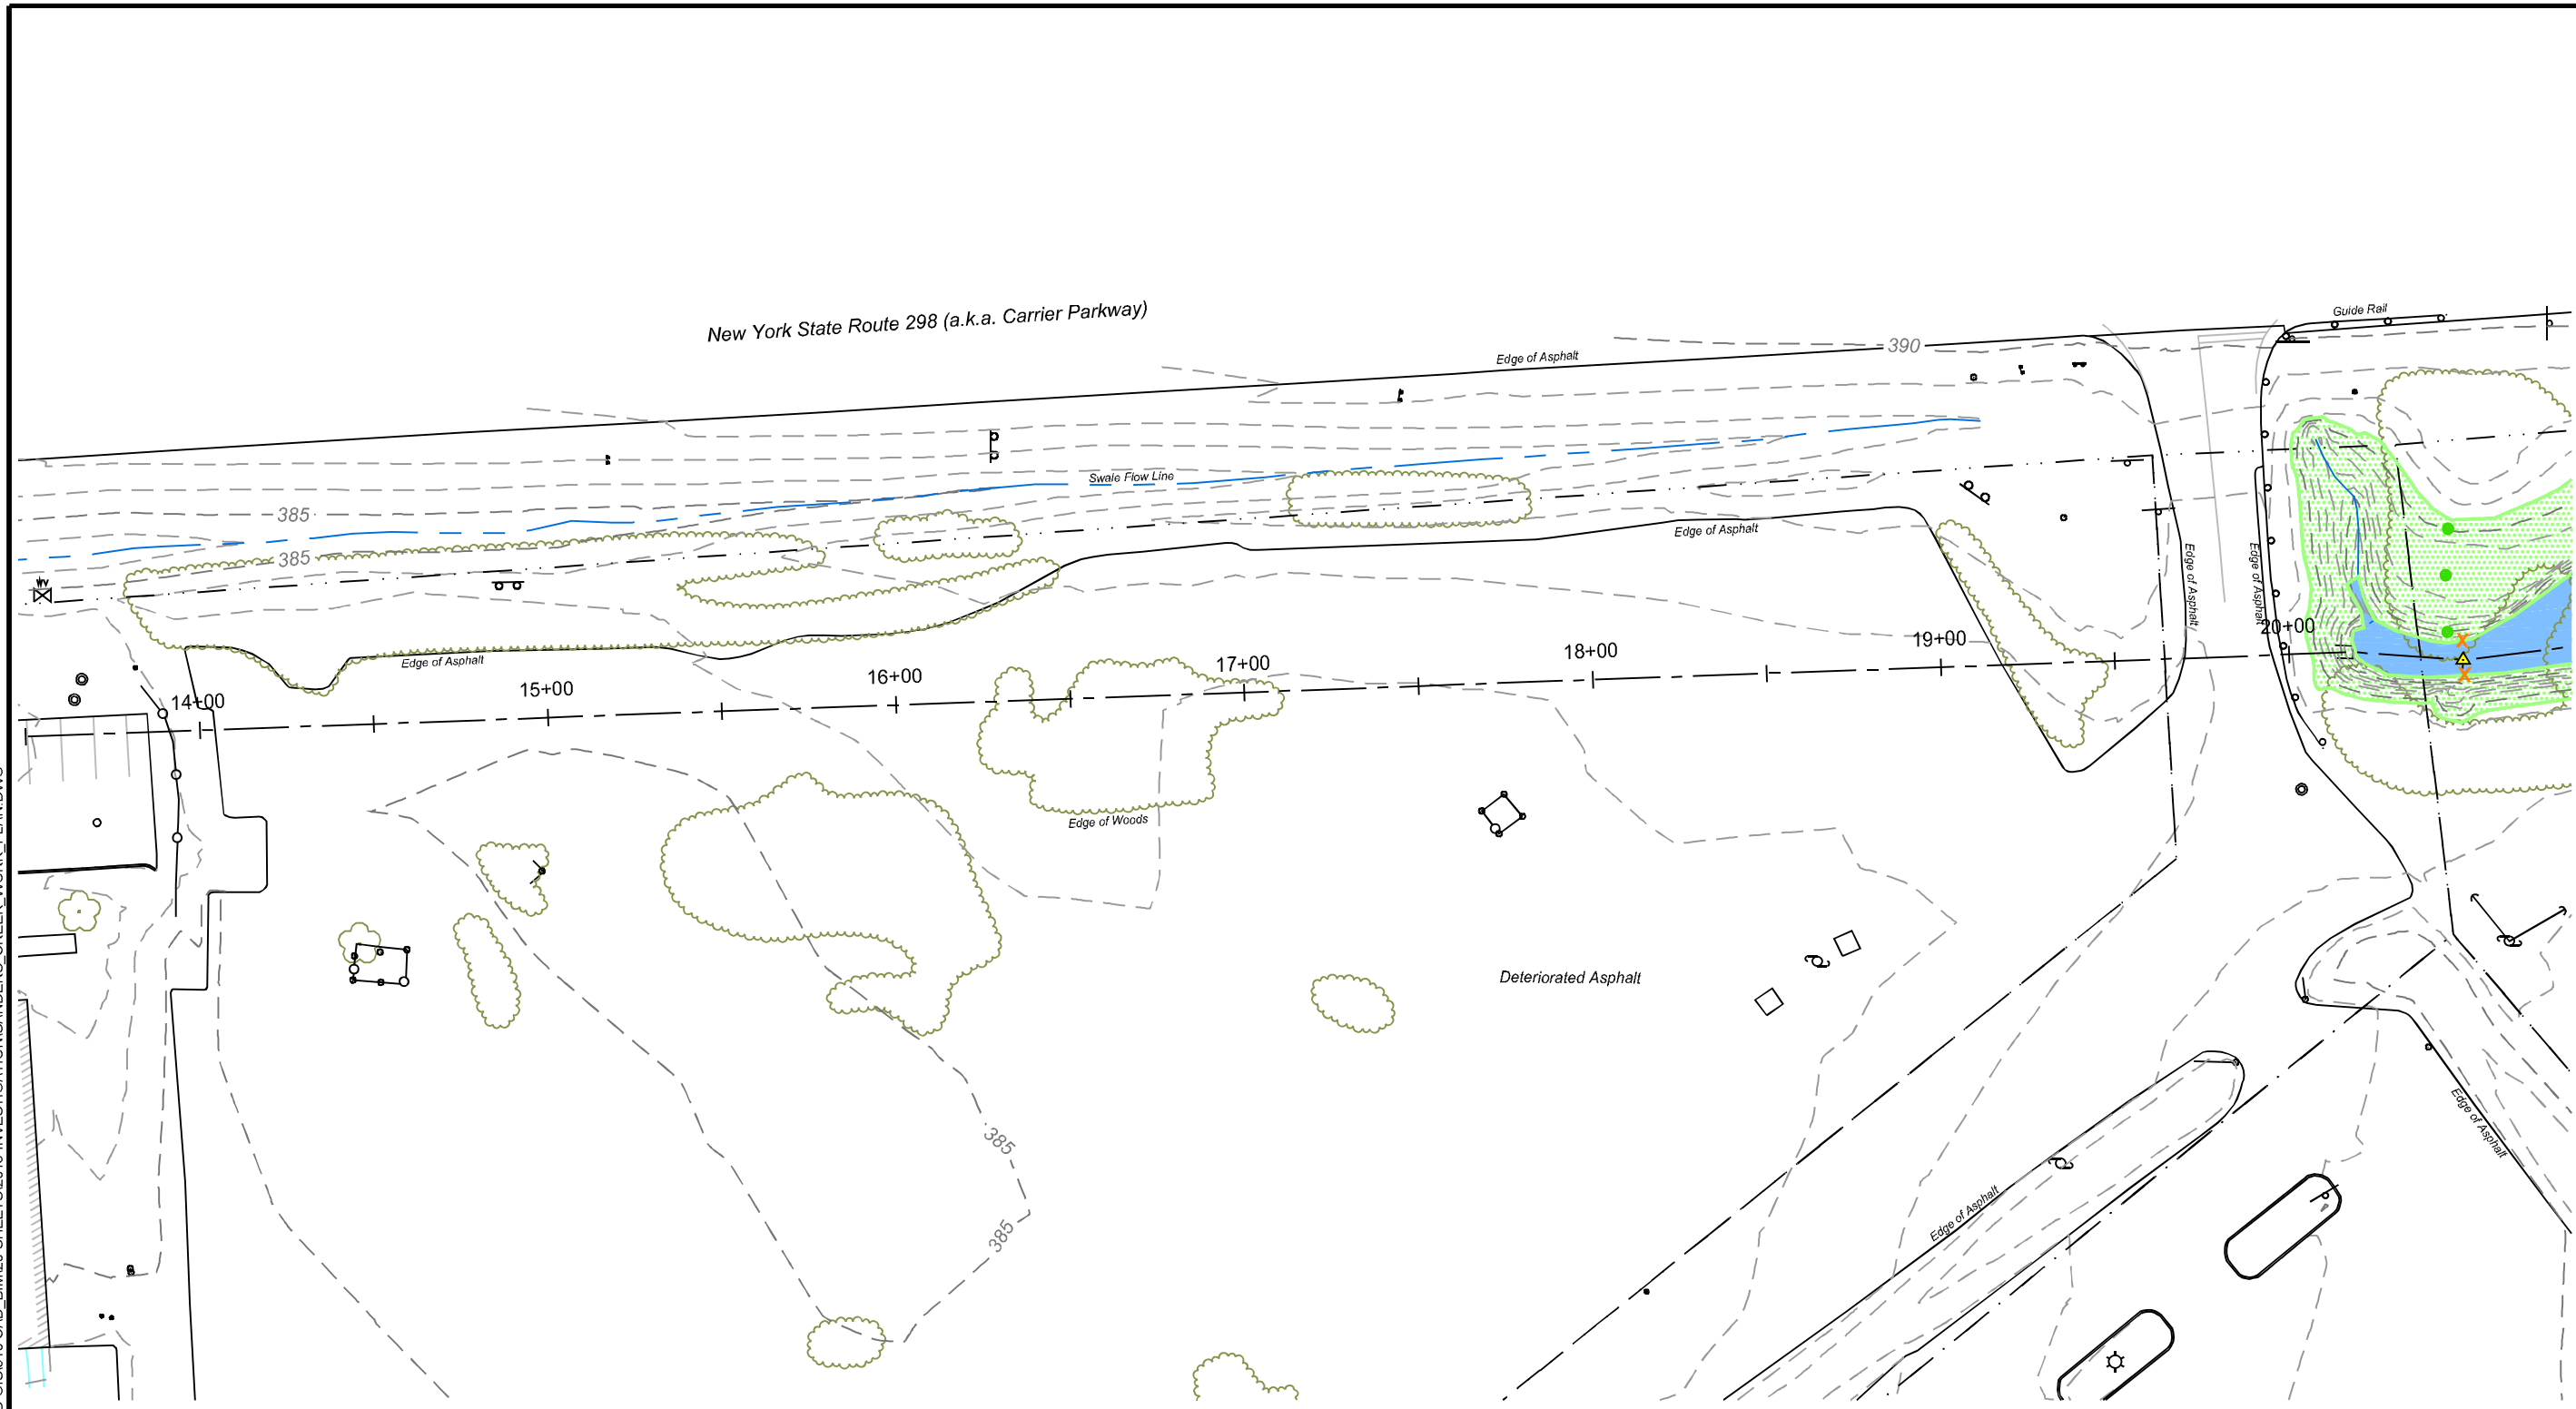 New York State Route 298 (a.k.a. Carrier Parkway)
Guide Rail
390
Edge of Asphalt
Swale Flow Line
385
385
Edge of Asphalt
Edge of Asphalt
Edge of Asphalt
WV
20+00
19+00
18+00
17+00
16+00
15+00
14+00
Edge of Asphalt
Edge of Woods
Deteriorated Asphalt
385
385
Edge of Asphalt
Edge of Asphalt